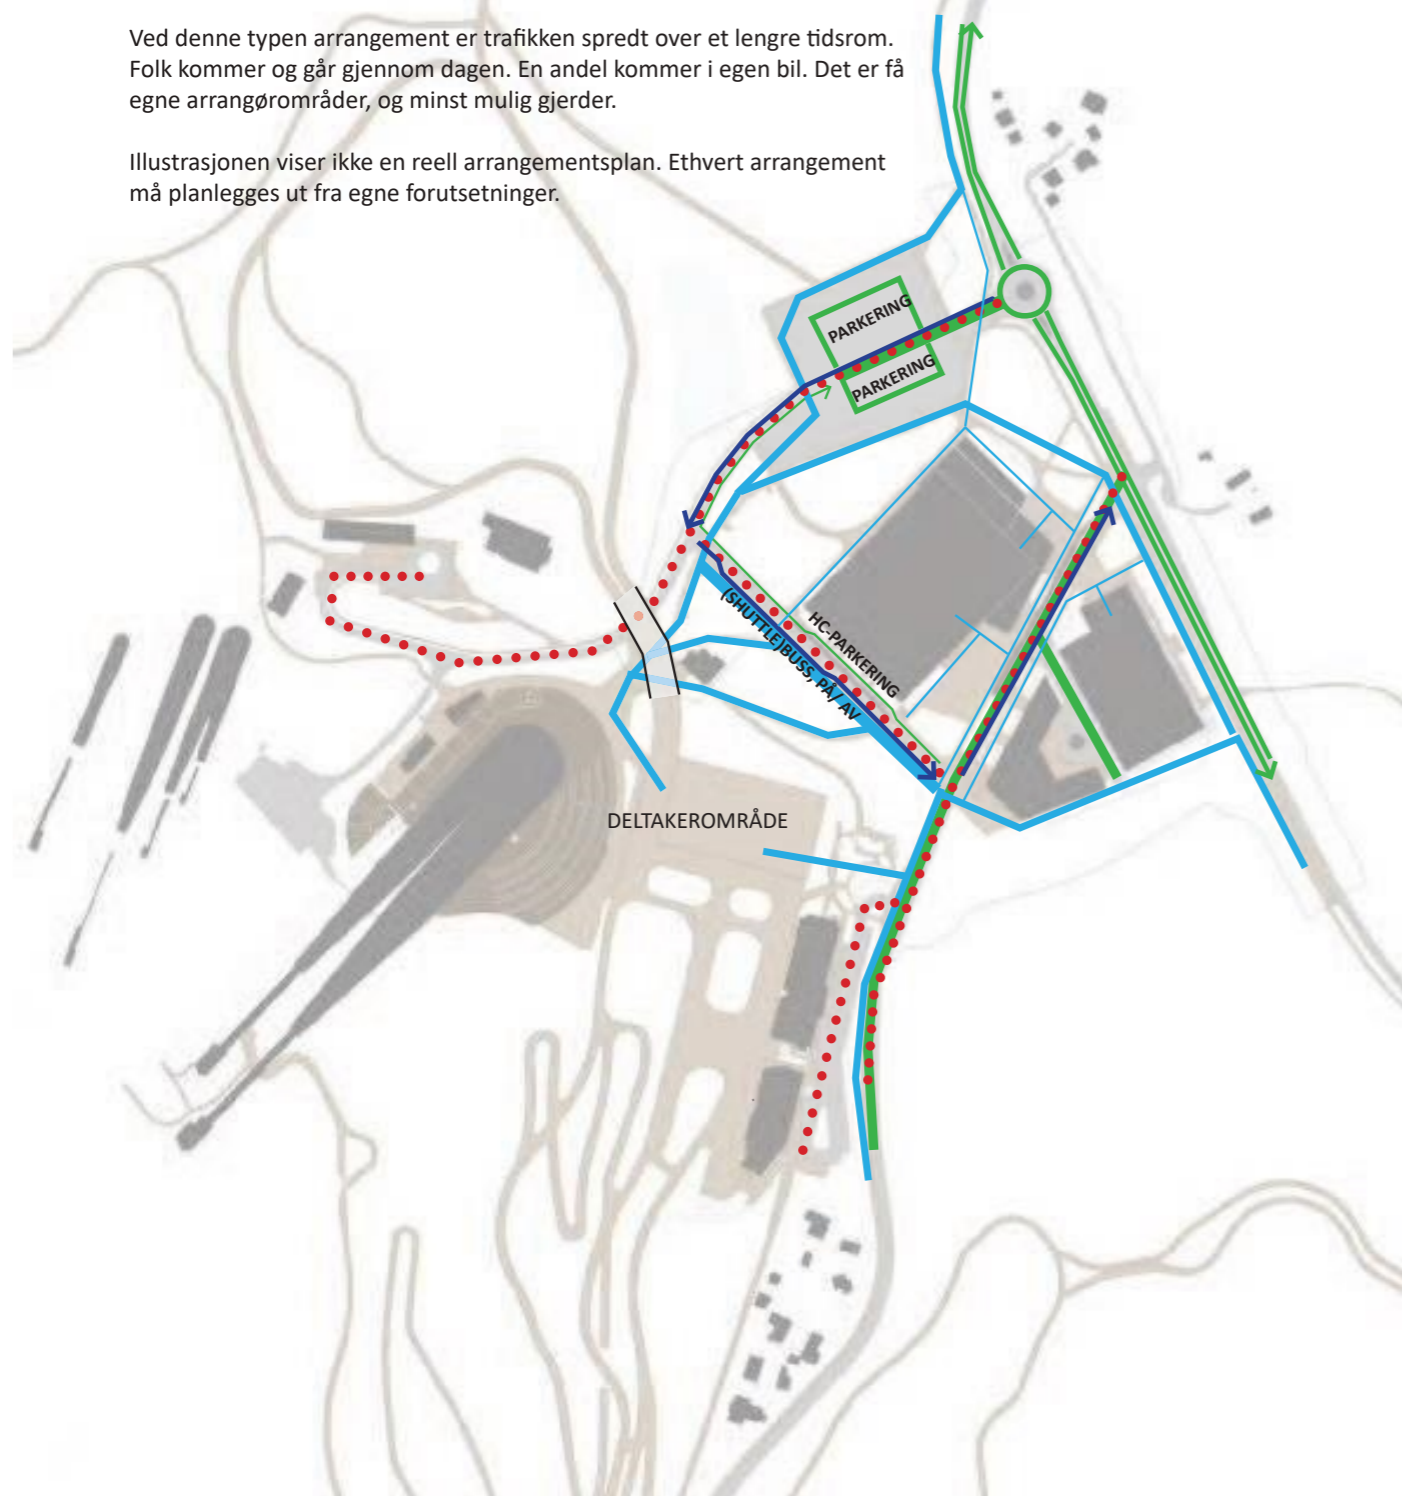 Ved denne typen arrangement er trafikken spredt over et lengre tidsrom.
Folk kommer og går gjennom dagen. En andel kommer i egen bil. Det er få
egne arrangørområder, og minst mulig gjerder.
Illustrasjonen viser ikke en reell arrangementsplan. Ethvert arrangement
må planlegges ut fra egne forutsetninger.
PARKERING
PARKERING
HC-PARKERING
(SHUTTLE)BUSS, PÅ/ AV
DELTAKEROMRÅDE